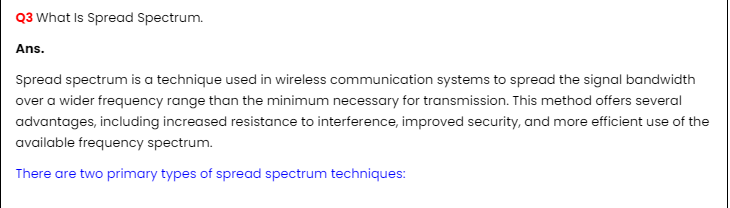 Q3 What Is Spread Spectrum.
Ans.
Spread spectrum is a technique used in wireless communication systems to spread the signal bandwidth
over a wider frequency range than the minimum necessary for transmission. This method offers several
advantages, including increased resistance to interference, improved security, and more efficient use of the
available frequency spectrum.
There are two primary types of spread spectrum techniques: